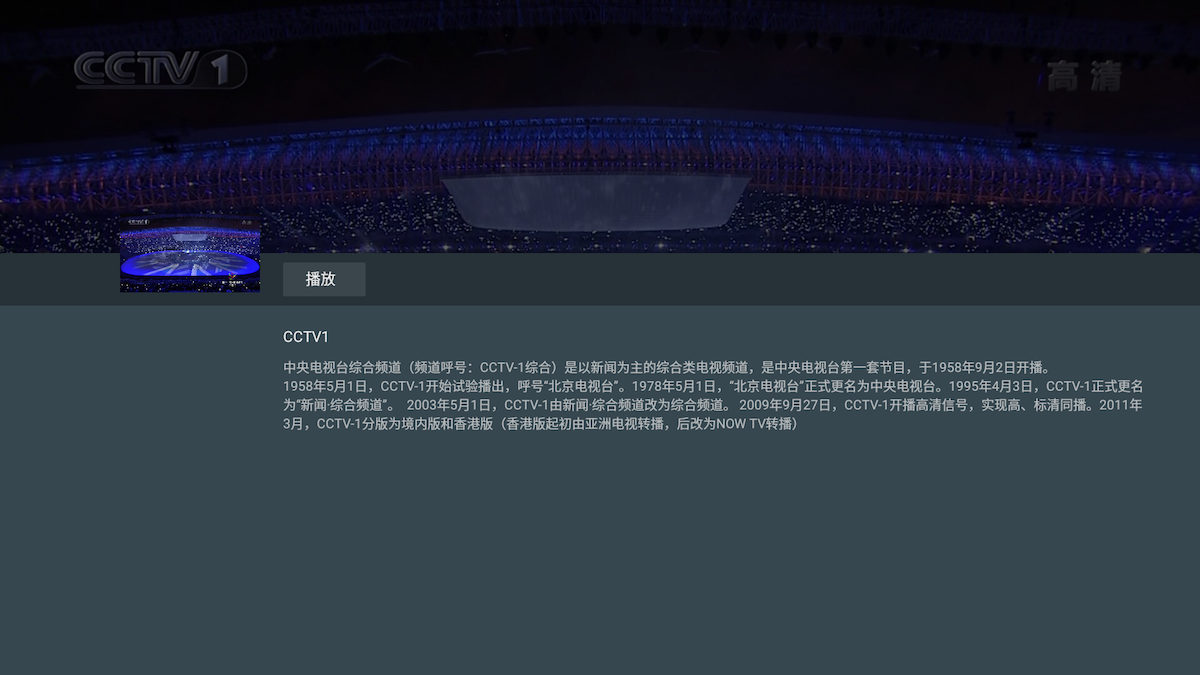 CCTV 1
高清
播放
CCTV1
中央电视台综合频道（频道呼号：CCTV-1综合）是以新闻为主的综合类电视频道，是中央电视台第一套节目，于1958年9月2日开播。
1958年5月1日，CCTV-1开始试验播出，呼号“北京电视台”。1978年5月1日，“北京电视台”正式更名为中央电视台。1995年4月3日，CCTV-1正式更名
为“新闻·综合频道”。 2003年5月1日，CCTV-1由新闻·综合频道改为综合频道。 2009年9月27日，CCTV-1开播高清信号，实现高、标清同播。2011年
3月，CCTV-1分版为境内版和香港版（香港版起初由亚洲电视转播，后改为NOW TV转播）